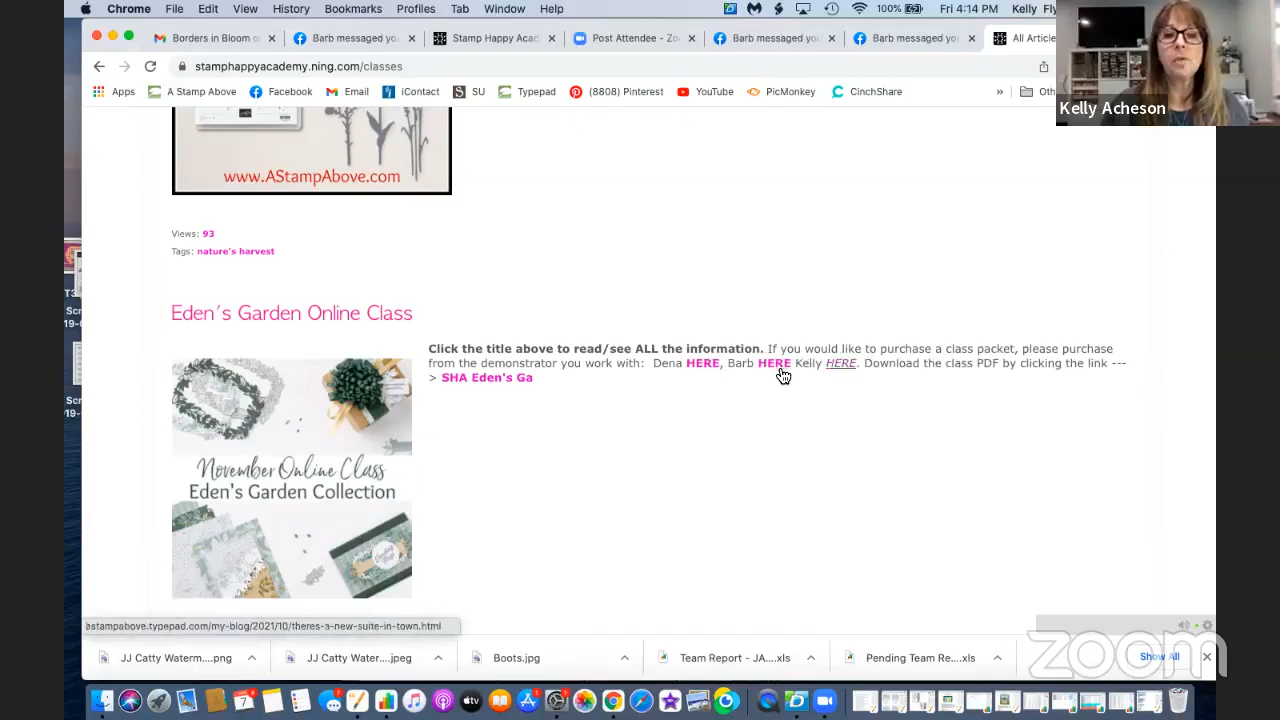 Chrome File Edit View History Bookmarks Profiles Tab Window Help 100% Fri 4:14 PM Kelly Fly
Borders in Bloom o
Barb messaged you
Stamp Happy Acad
Post Attendee - Zo
Barb messaged you
Barb messaged you
All Article
stamphappyacademy.ning.com/classes
Apps A Stamp Above Facebook Email iContact SU Typepad (8808) Pinterest YouTube PicMonkey CinchShare » Oth
Kelly Acheson
www.AStampAbove.com
Views: 93
Tags: nature's harvest
Eden's Garden Online Class
Click the title above to read/see ALL the information. If you would like to purchase a class packet, please purchase
from the demonstrator you work with: Dena HERE, Barb HERE Kelly HERE. Download the class PDF by clicking the link ---
> SHA Eden's Ga
November Online Class
Eden's Garden Collection
astampabove.typepad.com/my-blog/2021/10/theres-a-new-suite-in-town.html
JJ Catty Waterm....png
JJ Catty Water....jpeg
Boots.jpg
Team Report - JA....xls
Pending Team Re....xls
Show All
zoom